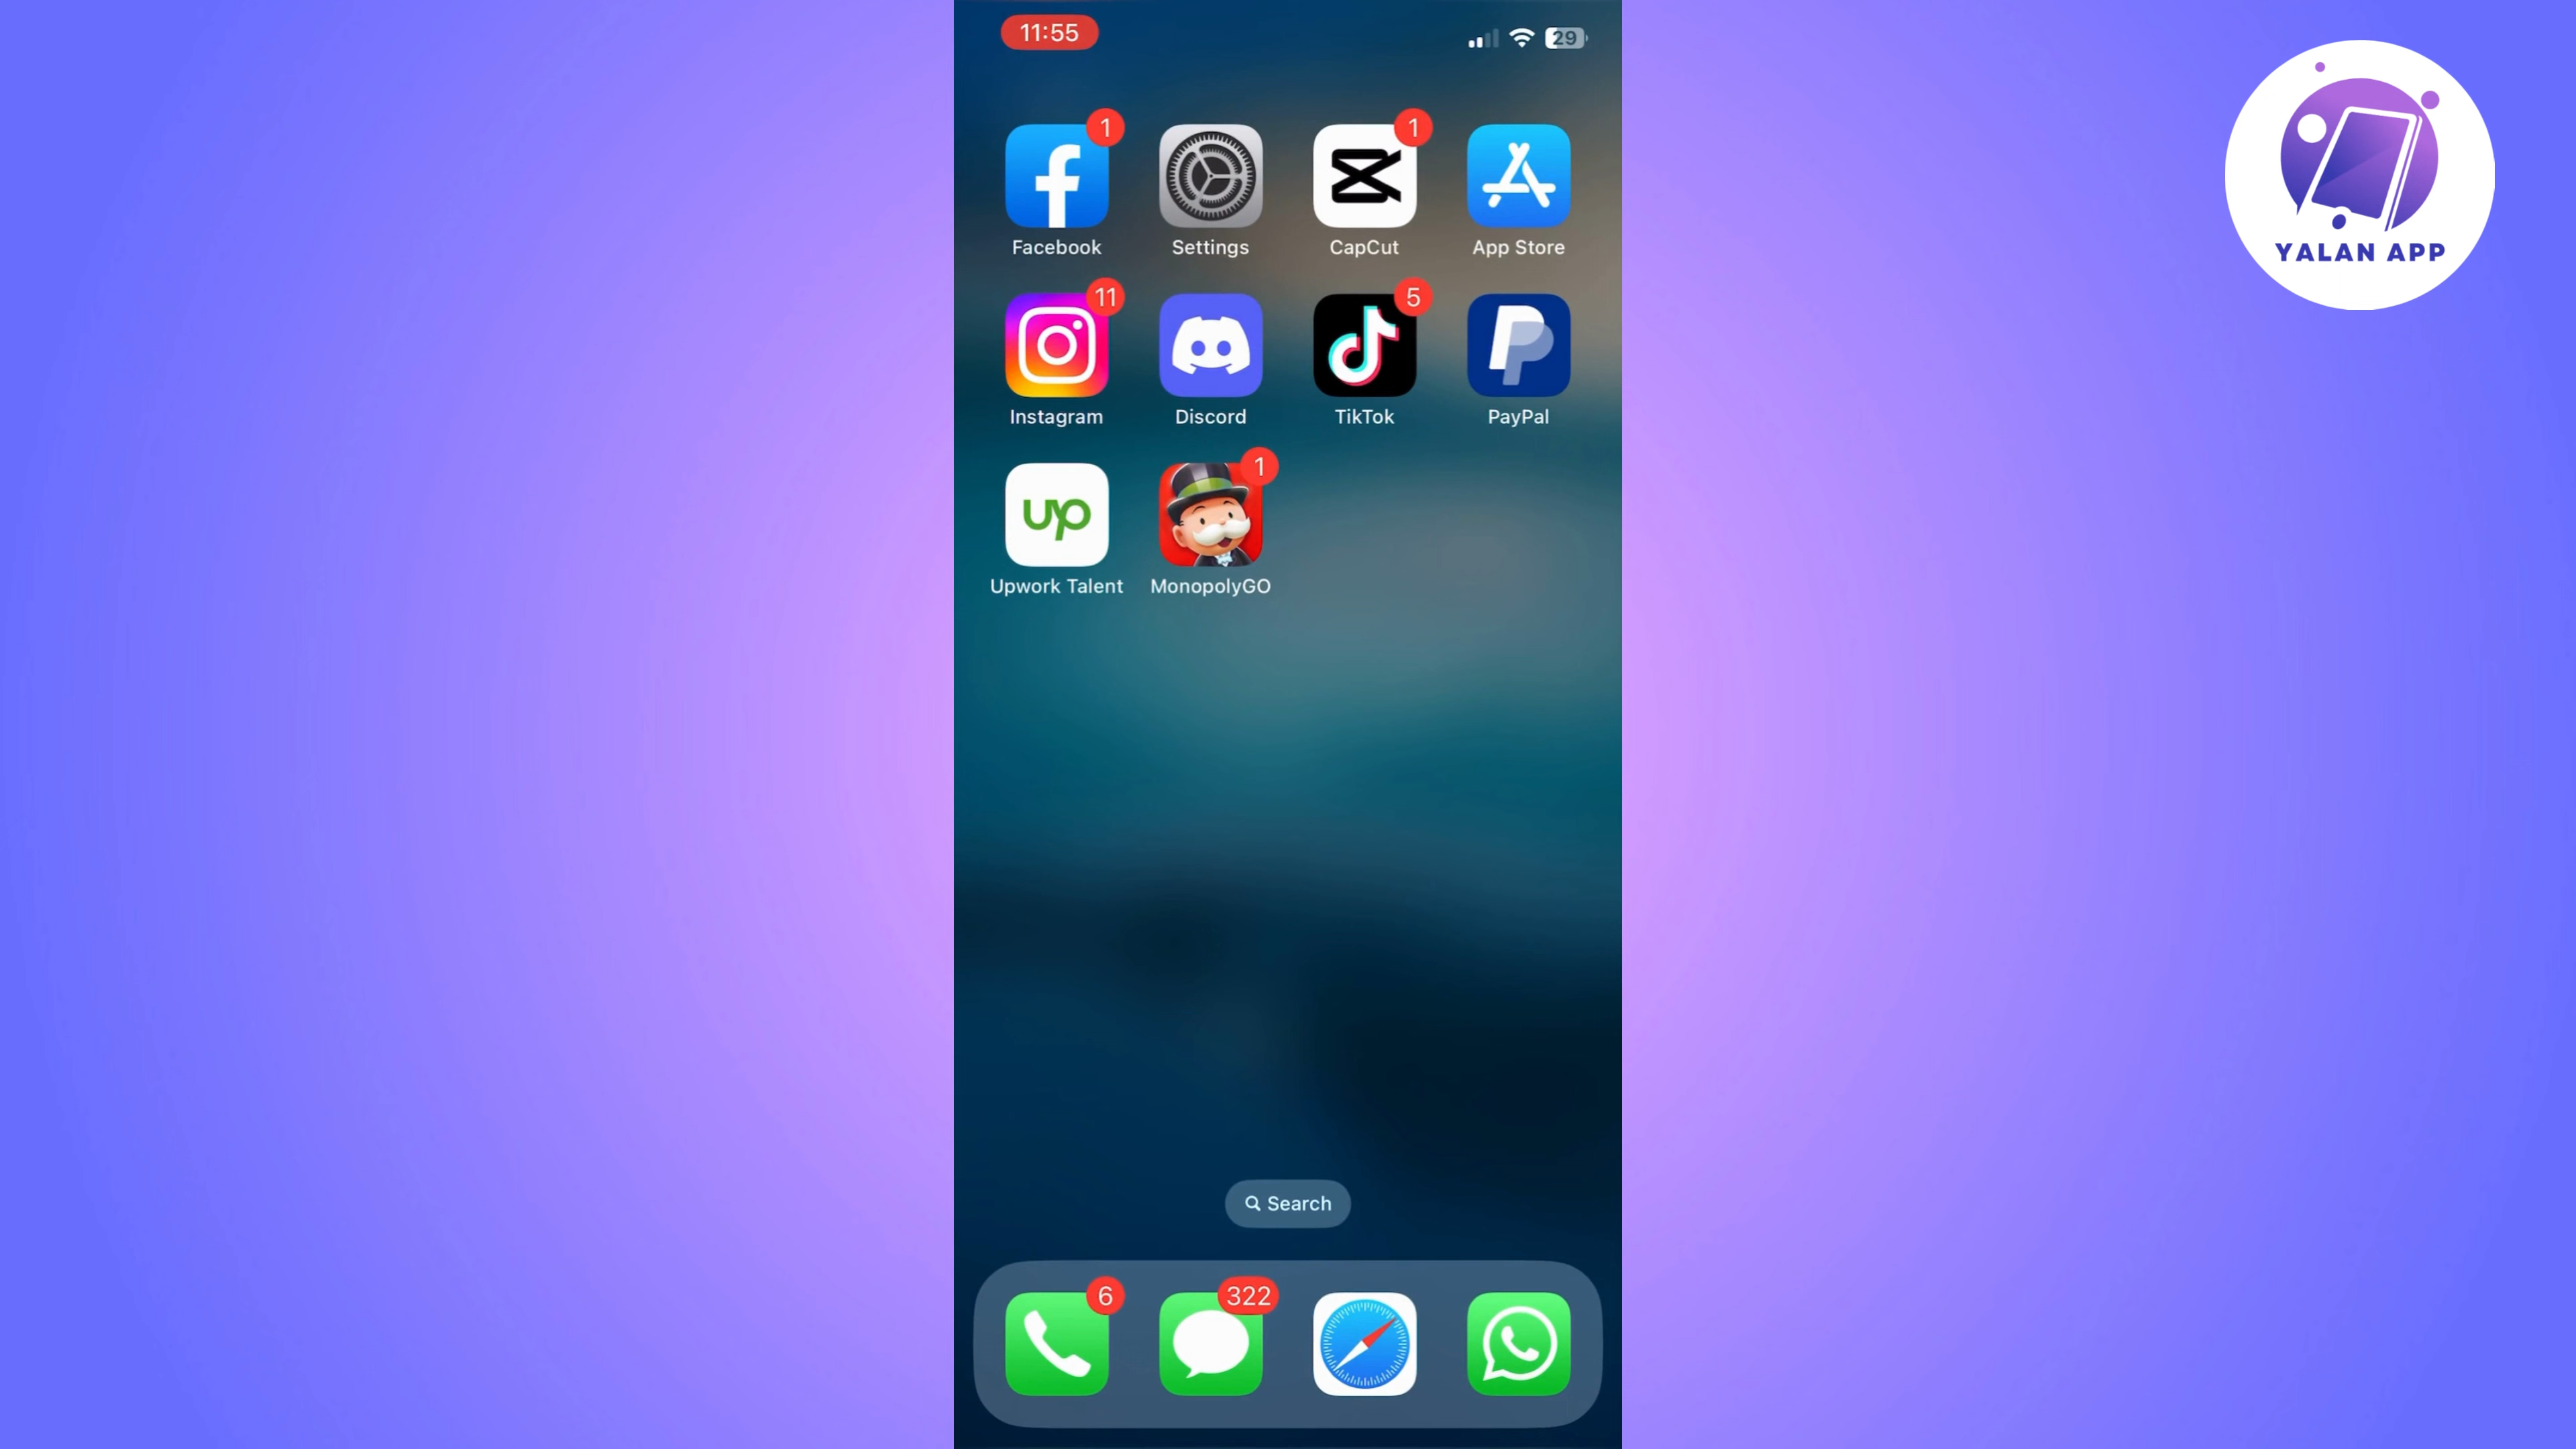 11:55
29
YALAN APP
1
1
Facebook Settings CapCut App Store
11
5
Instagram Discord TikTok PayPal
up
1
Upwork Talent MonopolyGO
Search
6
322